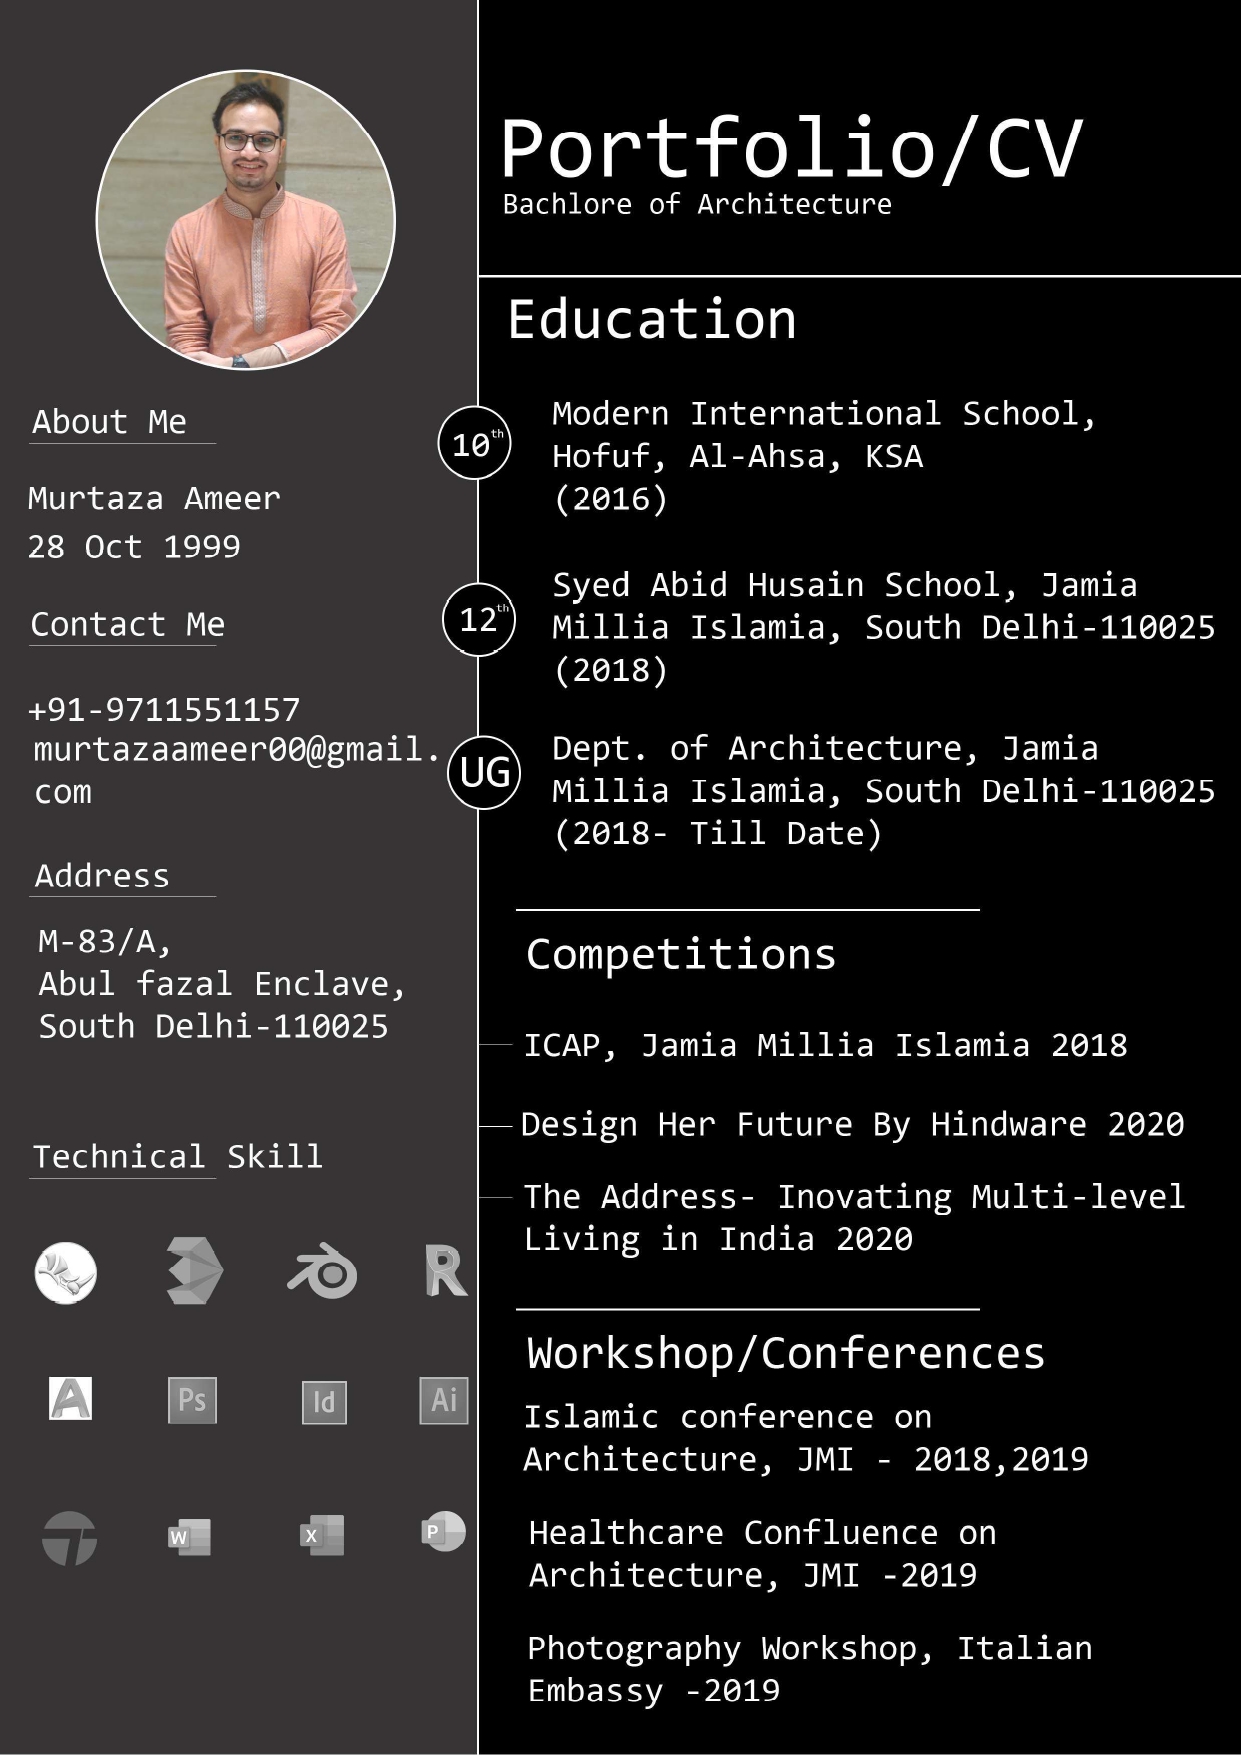 Portfolio/CV
Bachlore of Architecture
About Me
Murtaza Ameer
28 Oct 1999
Contact Me
+91-9711551157
murtazaameer00@gmail.
com
Address
M-83/A,
Abul fazal Enclave,
South Delhi-110025
Technical Skill
R
A
Ps
Id
Ai
W
X
P
Education
10th
Modern International School,
Hofuf, Al-Ahsa, KSA
(2016)
12th
Syed Abid Husain School, Jamia
Millia Islamia, South Delhi-110025
(2018)
UG
Dept. of Architecture, Jamia
Millia Islamia, South Delhi-110025
(2018- Till Date)
Competitions
ICAP, Jamia Millia Islamia 2018
Design Her Future By Hindware 2020
The Address- Inovating Multi-level
Living in India 2020
Workshop/Conferences
Islamic conference on
Architecture, JMI - 2018,2019
Healthcare Confluence on
Architecture, JMI -2019
Photography Workshop, Italian
Embassy -2019